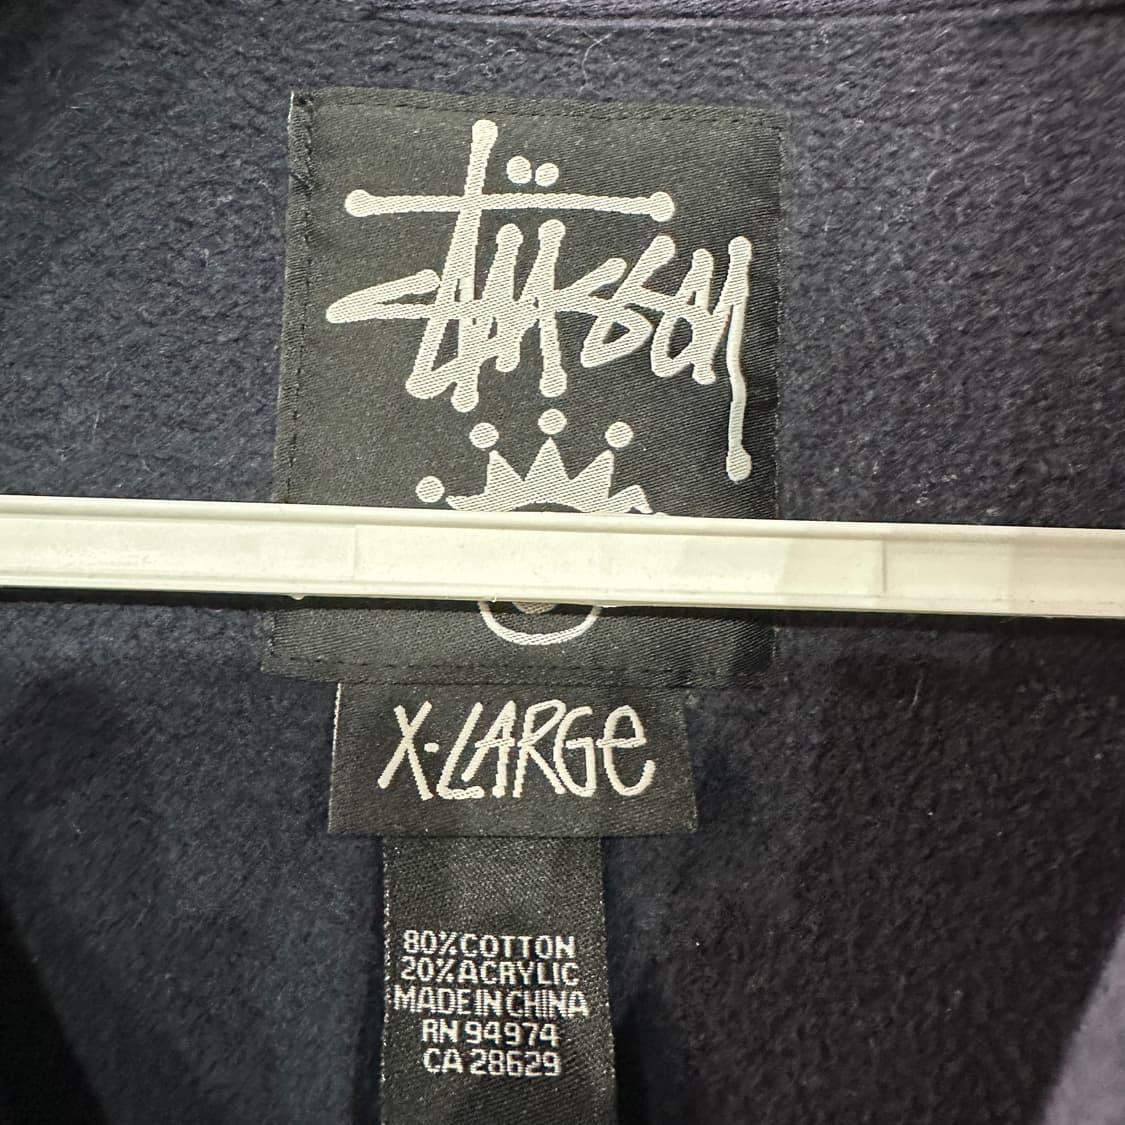 Stüssy
X-LARGe
80%COTTON
20%ACRYLIC
MADE IN CHINA
RN 94974
CA 28629